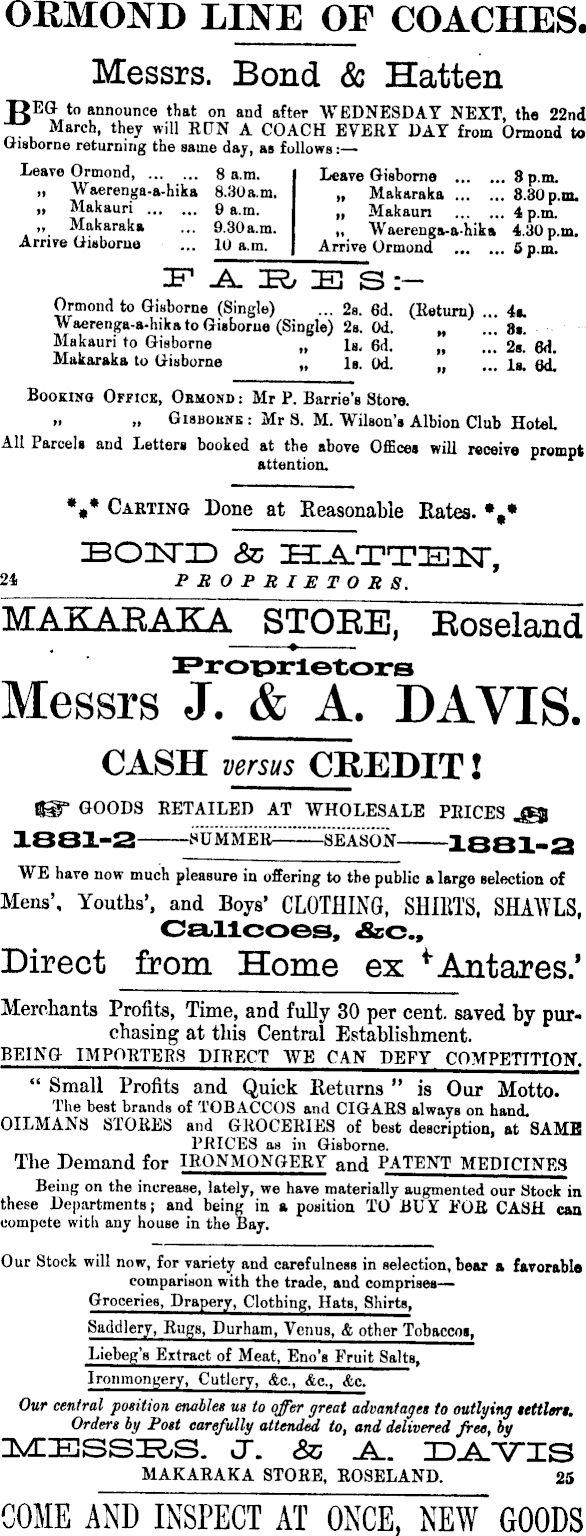 ORMOND LINE OF COACHES.
Messrs. Bond & Hatten
BEG to announce that on and after WEDNESDAY NEXT, the 22nd
March, they will RUN A COACH EVERY DAY from Ormond to
Gisborne returning the same day, as follows:—
Leave Ormond, ... ... 8 a.m.
„ Waerenga-a-hika 8.30 a.m.
„ Makauri ... ... 9 a.m.
„ Makaraka ... 9.30 a.m.
Arrive Gisborne ... 10 a.m.
Leave Gisborne ... ... 3 p.m.
„ Makaraka ... ... 3.30 p.m.
„ Makauri ... ... 4 p.m.
„ Waerenga-a-hika 4.30 p.m.
Arrive Ormond ... ... 5 p.m.
FARES:—
Ormond to Gisborne (Single) ... 2s. 6d. (Return) ... 4s.
Waerenga-a-hika to Gisborne (Single) 2s. 0d. „ ... 3s.
Makauri to Gisborne „ 1s. 6d. „ ... 2s. 6d.
Makaraka to Gisborne „ 1s. 0d. „ ... 1s. 6d.
BOOKING OFFICE, ORMOND: Mr P. Barrie's Store.
„ „ GISBORNE: Mr S. M. Wilson's Albion Club Hotel.
All Parcels and Letters booked at the above Offices will receive prompt
attention.
*** CARTING Done at Reasonable Rates. ***
BOND & HATTEN,
24 PROPRIETORS.
MAKARAKA STORE, Roseland
Proprietors
Messrs J. & A. DAVIS.
CASH versus CREDIT!
☞ GOODS RETAILED AT WHOLESALE PRICES ☜
1881-2——SUMMER——SEASON——1881-2
WE have now much pleasure in offering to the public a large selection of
Mens', Youths', and Boys' CLOTHING, SHIRTS, SHAWLS,
Calicoes, &c.,
Direct from Home ex 'Antares.'
Merchants Profits, Time, and fully 30 per cent. saved by pur-
chasing at this Central Establishment.
BEING IMPORTERS DIRECT WE CAN DEFY COMPETITION.
"Small Profits and Quick Returns" is Our Motto.
The best brands of TOBACCOS and CIGARS always on hand.
OILMANS STORES and GROCERIES of best description, at SAME
PRICES as in Gisborne.
The Demand for IRONMONGERY and PATENT MEDICINES
Being on the increase, lately, we have materially augmented our Stock in
these Departments; and being in a position TO BUY FOR CASH can
compete with any house in the Bay.
Our Stock will now, for variety and carefulness in selection, bear a favorable
comparison with the trade, and comprises—
Groceries, Drapery, Clothing, Hats, Shirts,
Saddlery, Rugs, Durham, Venus, & other Tobaccos,
Liebeg's Extract of Meat, Eno's Fruit Salts,
Ironmongery, Cutlery, &c., &c., &c.
Our central position enables us to offer great advantages to outlying settlers.
Orders by Post carefully attended to, and delivered free, by
MESSRS. J. & A. DAVIS
MAKARAKA STORE, ROSELAND. 25
COME AND INSPECT AT ONCE, NEW GOODS